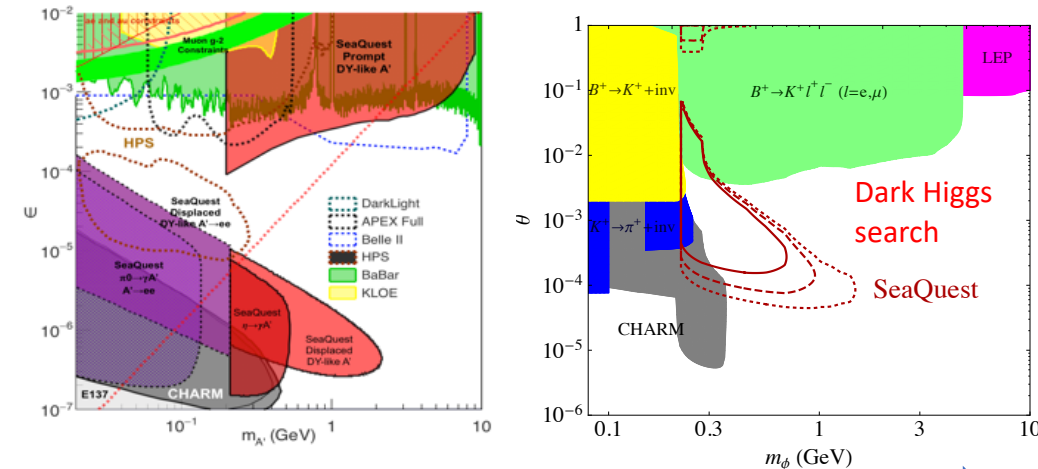 10⁻²
10⁻³
10⁻⁴
10⁻⁵
10⁻⁶
10⁻⁷
ϵ
constraints
Muon g-2
Constraints
SeaQuest
Prompt
DY-like A'
HPS
SeaQuest
Displaced
DY-like A'→ee
SeaQuest
π0→γA'
A'→ee
DarkLight
APEX Full
Belle II
HPS
BaBar
KLOE
SeaQuest
η→γA'
SeaQuest
Displaced
DY-like A'
CHARM
E137
10⁻¹
1
10
m_A' (GeV)
1
10⁻¹
10⁻²
10⁻³
10⁻⁴
10⁻⁵
10⁻⁶
θ
B⁺→K⁺+inv
B⁺→K⁺l⁺l⁻ (l=e,μ)
LEP
K⁺→π⁺+inv
Dark Higgs
search
SeaQuest
CHARM
0.1
0.3
1
3
10
m_ϕ (GeV)